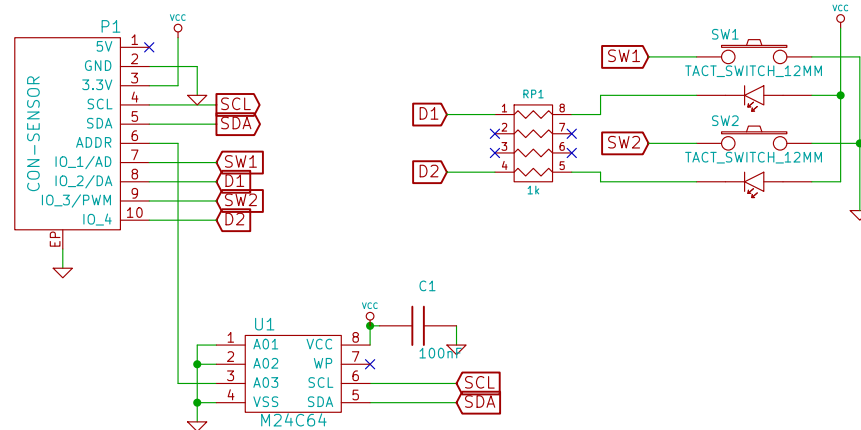 P1
CON-SENSOR
5V 1
GND 2
3.3V 3
SCL 4
SDA 5
ADDR 6
IO_1/AD 7
IO_2/DA 8
IO_3/PWM 9
IO_4 10
EP
VCC
SCL
SDA
SW1
D1
SW2
D2
D1
D2
RP1
1 8
2 7
3 6
4 5
1k
VCC
SW1
SW1
TACT_SWITCH_12MM
SW2
SW2
TACT_SWITCH_12MM
U1
1 A01 VCC 8
2 A02 WP 7
3 A03 SCL 6
4 VSS SDA 5
M24C64
VCC
C1
100nF
SCL
SDA